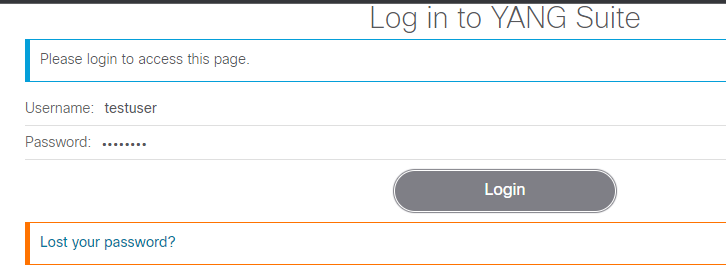 Log in to YANG Suite
Please login to access this page.
Username: testuser
Password: ••••••••
Login
Lost your password?